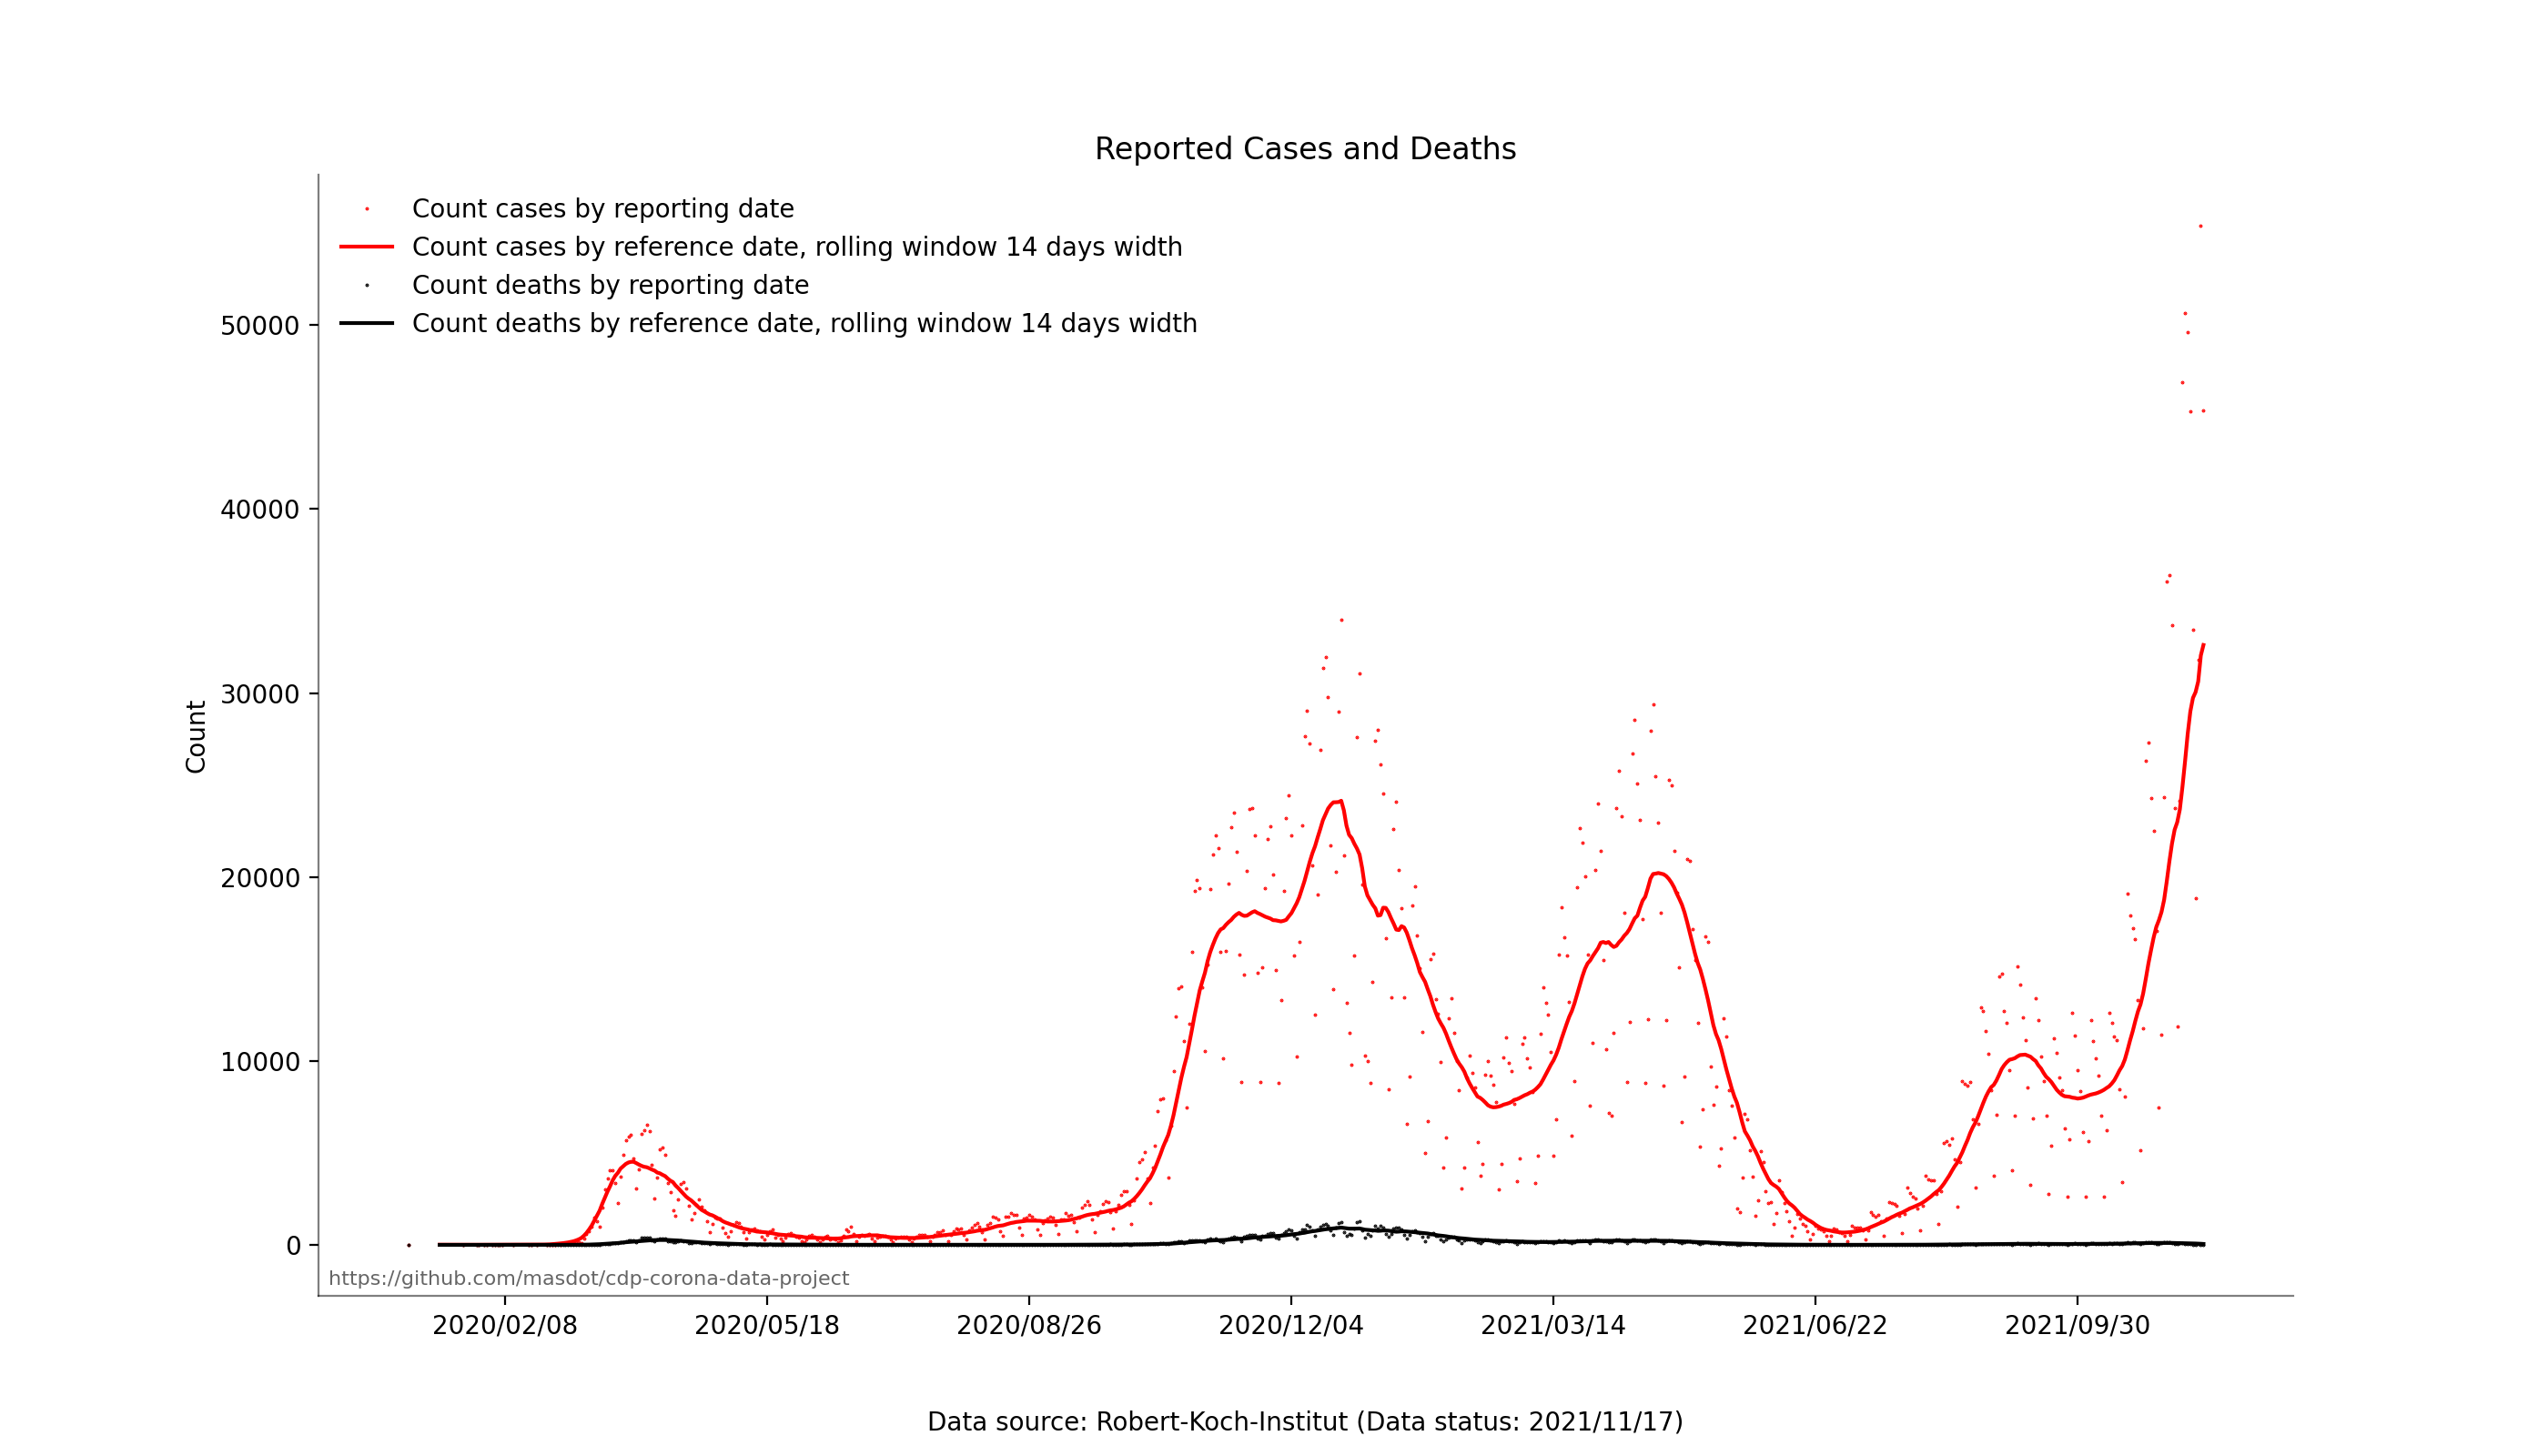 Reported Cases and Deaths
Count cases by reporting date
Count cases by reference date, rolling window 14 days width
Count deaths by reporting date
Count deaths by reference date, rolling window 14 days width
50000
40000
30000
20000
10000
0
Count
https://github.com/masdot/cdp-corona-data-project
2020/02/08 2020/05/18 2020/08/26 2020/12/04 2021/03/14 2021/06/22 2021/09/30
Data source: Robert-Koch-Institut (Data status: 2021/11/17)